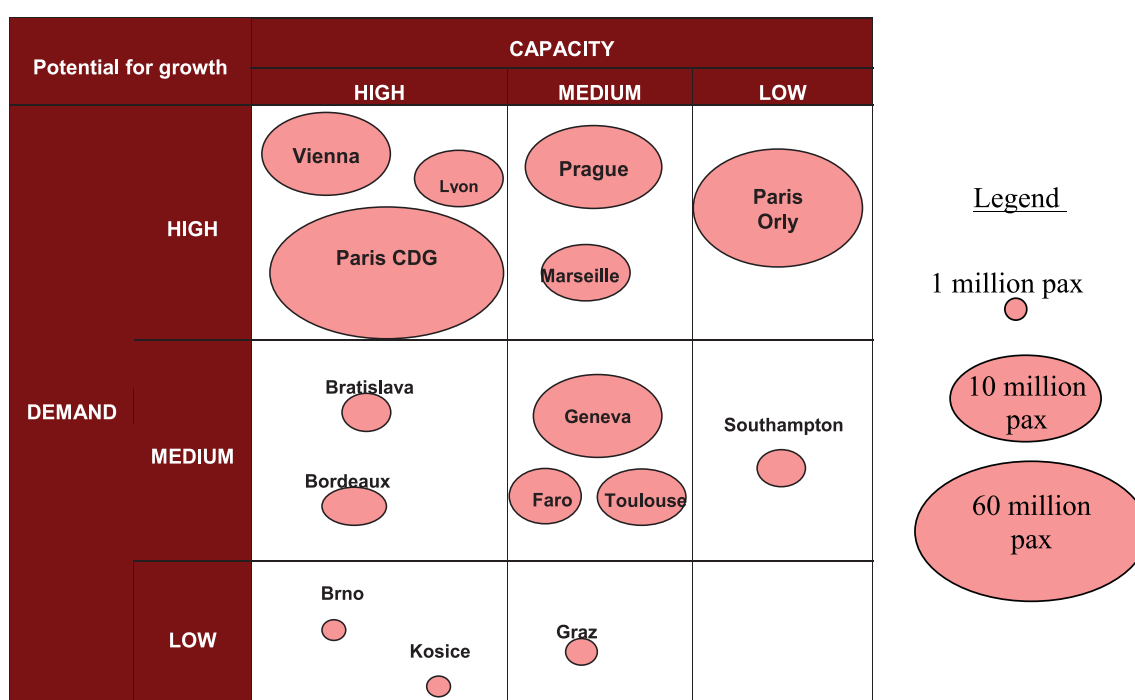 Potential for growth
CAPACITY
HIGH
MEDIUM
LOW
DEMAND
HIGH
Vienna
Lyon
Paris CDG
Prague
Marseille
Paris
Orly
MEDIUM
Bratislava
Bordeaux
Geneva
Faro
Toulouse
Southampton
LOW
Brno
Kosice
Graz
Legend
1 million pax
10 million
pax
60 million
pax